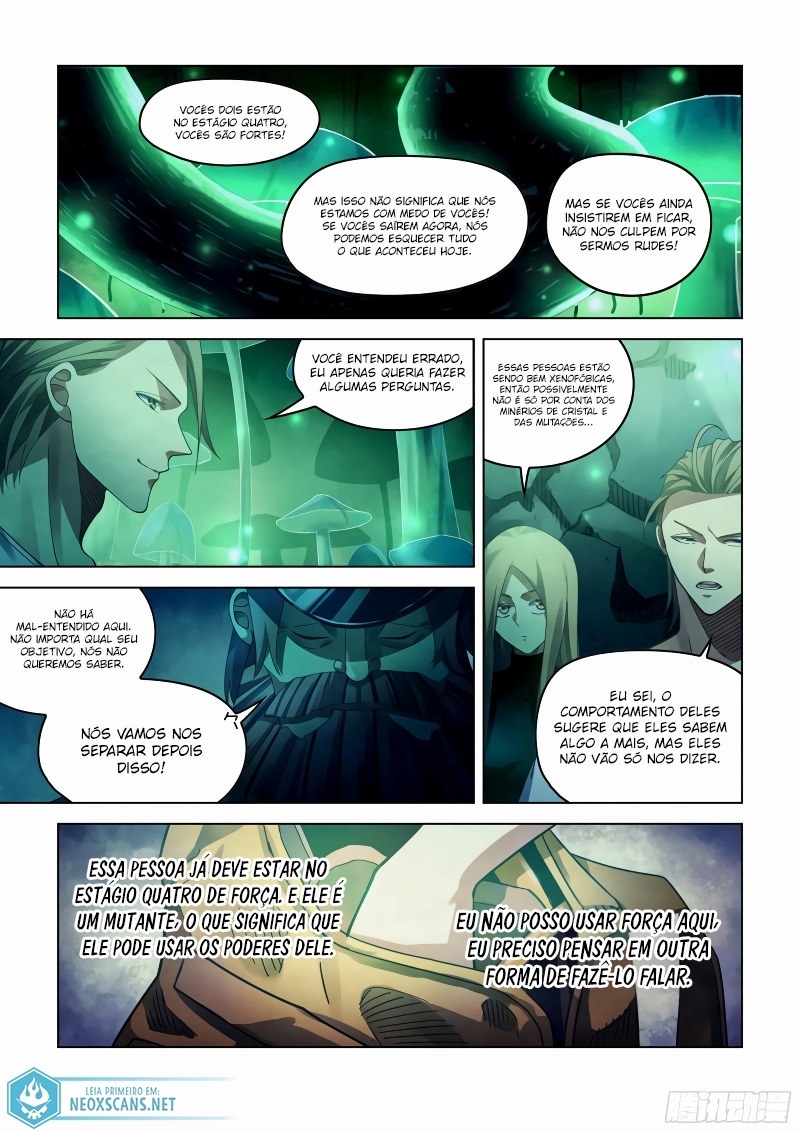 VOCÊS DOIS ESTÃO
NO ESTÁGIO QUATRO,
VOCÊS SÃO FORTES!
MAS ISSO NÃO SIGNIFICA QUE NÓS
ESTAMOS COM MEDO DE VOCÊS!
SE VOCÊS SAÍREM AGORA, NÓS
PODEMOS ESQUECER TUDO
O QUE ACONTECEU HOJE.
MAS SE VOCÊS AINDA
INSISTIREM EM FICAR,
NÃO NOS CULPEM POR
SERMOS RUDES!
VOCÊ ENTENDEU ERRADO,
EU APENAS QUERIA FAZER
ALGUMAS PERGUNTAS.
ESSAS PESSOAS ESTÃO
SENDO BEM XENOFÓBICAS,
ENTÃO POSSIVELMENTE
NÃO É SÓ POR CONTA DOS
MINÉRIOS DE CRISTAL E
DAS MUTAÇÕES...
EU SEI, O
COMPORTAMENTO DELES
SUGERE QUE ELES SABEM
ALGO A MAIS, MAS ELES
NÃO VÃO SÓ NOS DIZER.
NÃO HÁ
MAL-ENTENDIDO AQUI.
NÃO IMPORTA QUAL SEU
OBJETIVO, NÓS NÃO
QUEREMOS SABER.
NÓS VAMOS NOS
SEPARAR DEPOIS
DISSO!
ESSA PESSOA JÁ DEVE ESTAR NO
ESTÁGIO QUATRO DE FORÇA. E ELE É
UM MUTANTE, O QUE SIGNIFICA QUE
ELE PODE USAR OS PODERES DELE.
EU NÃO POSSO USAR FORÇA AQUI,
EU PRECISO PENSAR EM OUTRA
FORMA DE FAZÊ-LO FALAR.
LEIA PRIMEIRO EM:
NEOXSCANS.NET
腾讯动漫